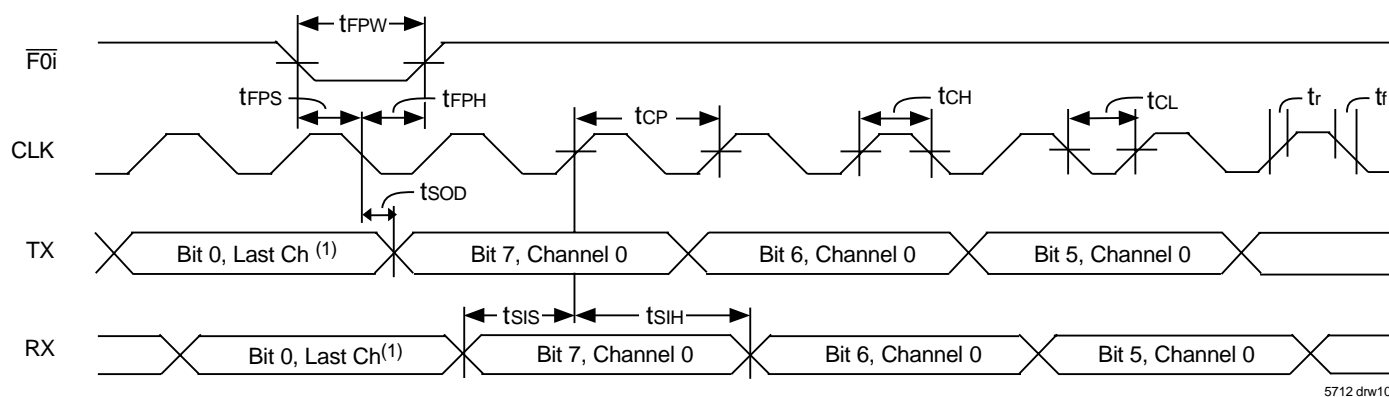 tFPW
F0i
tFPS
tFPH
tCP
tCH
tCL
tr
tf
CLK
tSOD
TX
Bit 0, Last Ch (1)
Bit 7, Channel 0
Bit 6, Channel 0
Bit 5, Channel 0
tSIS
tSIH
RX
Bit 0, Last Ch(1)
Bit 7, Channel 0
Bit 6, Channel 0
Bit 5, Channel 0
5712 drw10